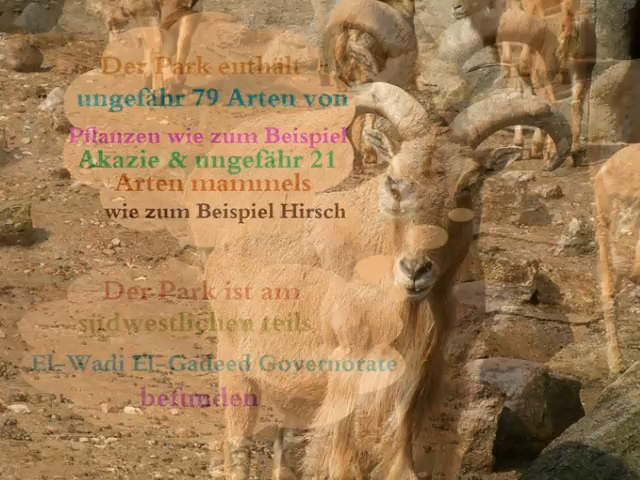 Der Park enthält
ungefähr 79 Arten von
Pflanzen wie zum Beispiel
Akazie & ungefähr 21
Arten mammels
wie zum Beispiel Hirsch
Der Park ist am
südwestlichen teils
El-Wadi El-Gadeed Governorate
befunden